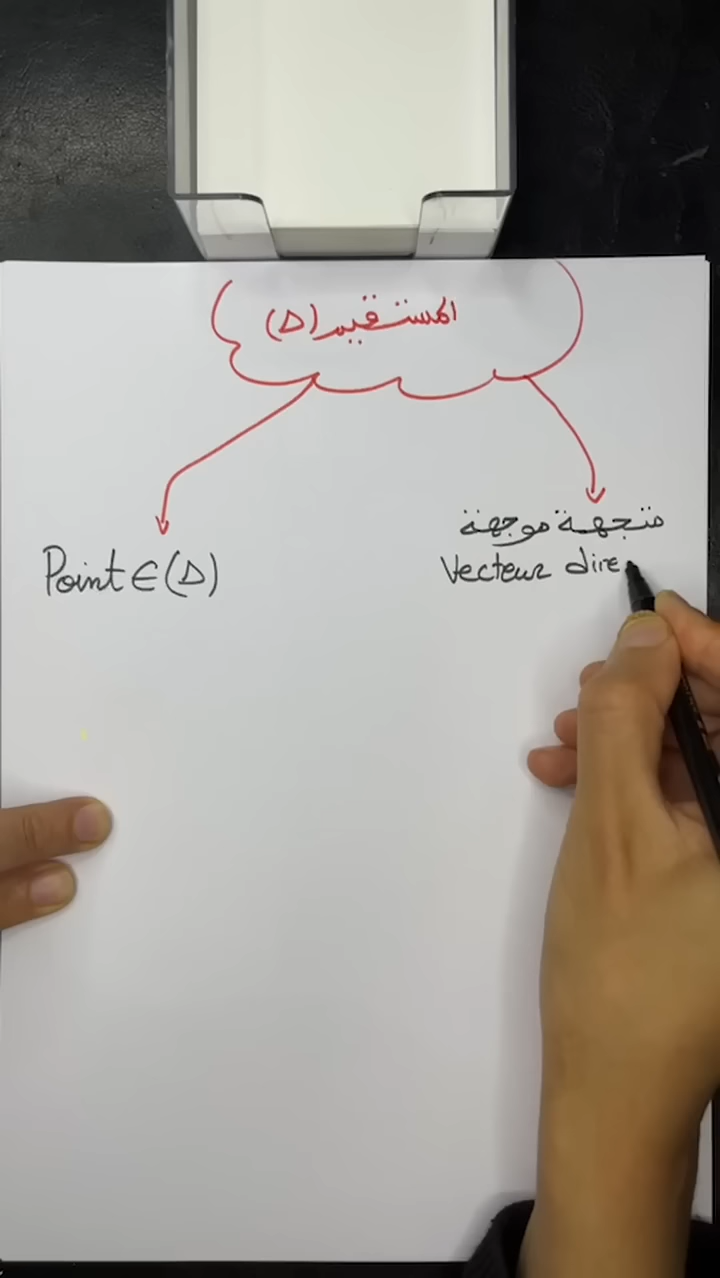 المستقيم (Δ)
Point ∈ (Δ)
متجهة موجهة
Vecteur dire